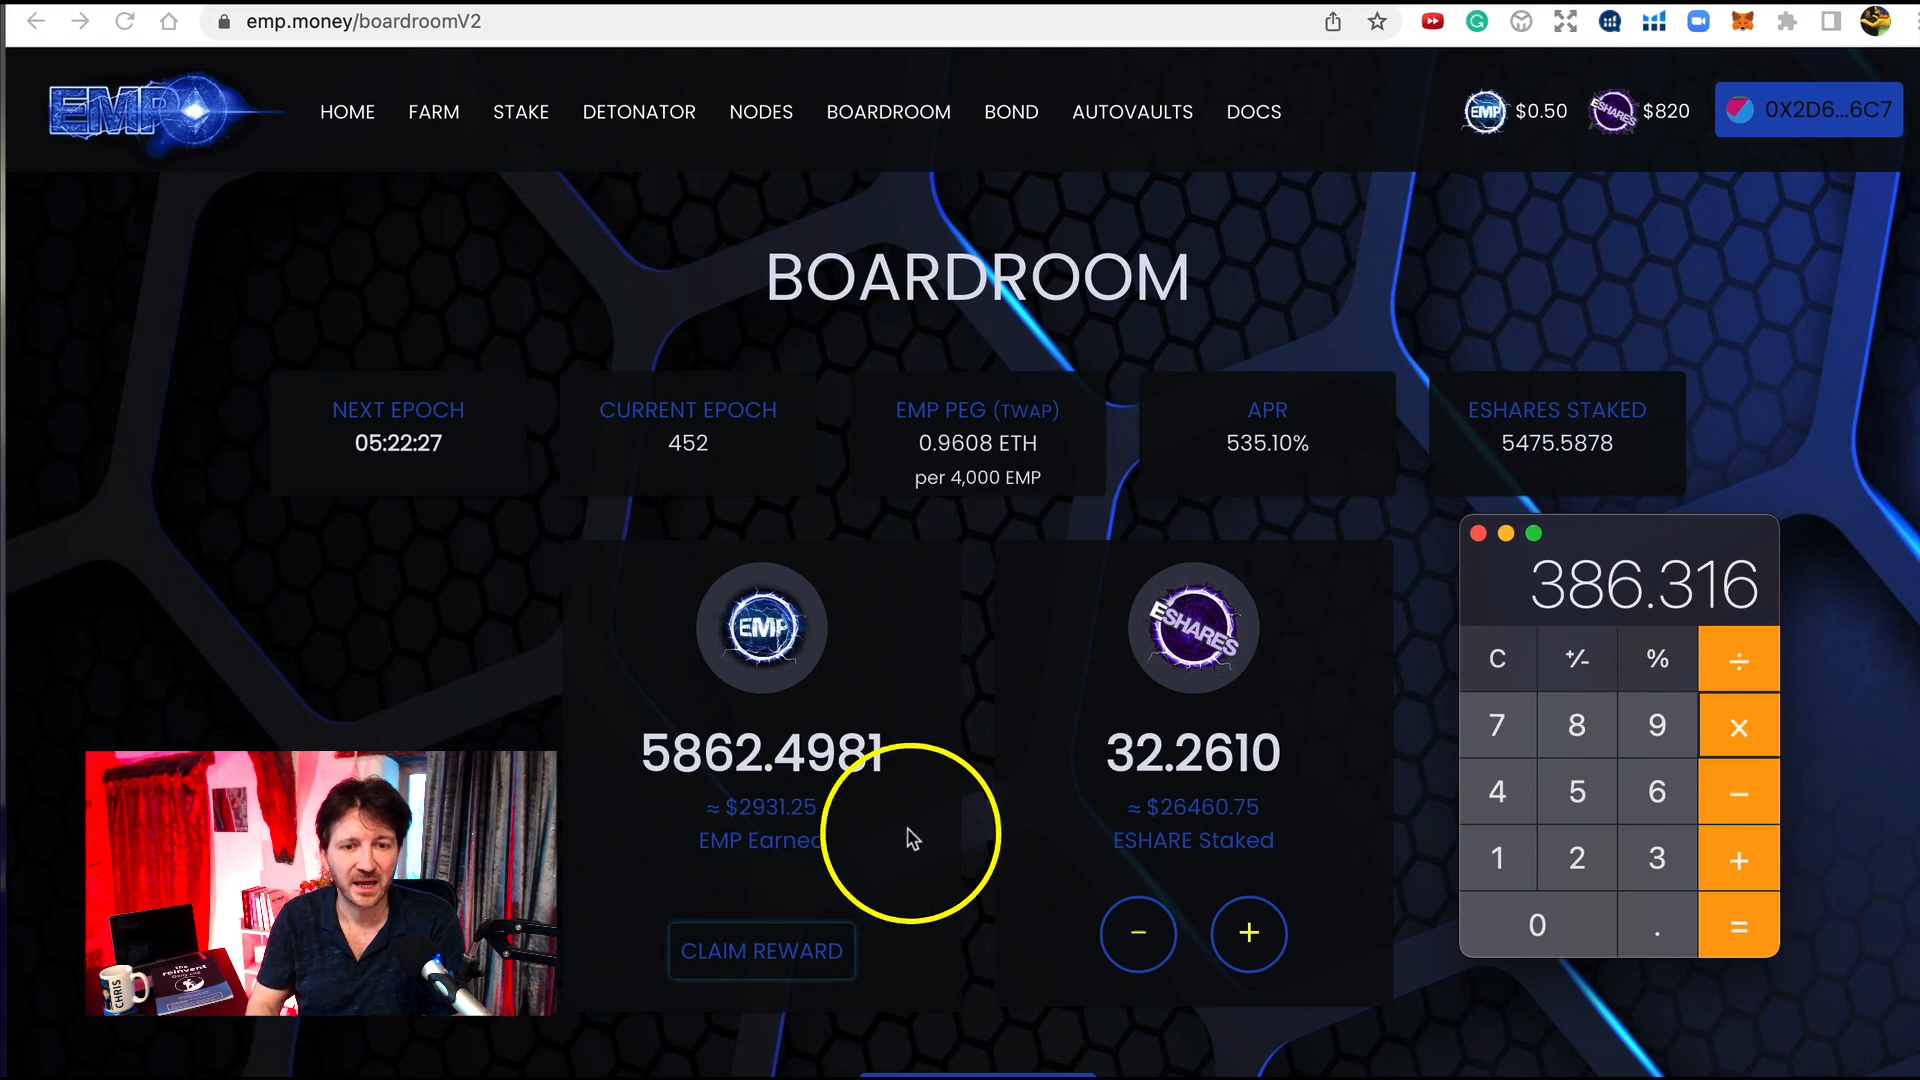 emp.money/boardroomV2
EMP
HOME FARM STAKE DETONATOR NODES BOARDROOM BOND AUTOVAULTS DOCS
EMP $0.50 ESHARES $820 0X2D6...6C7
BOARDROOM
NEXT EPOCH
05:22:27
CURRENT EPOCH
452
EMP PEG (TWAP)
0.9608 ETH
per 4,000 EMP
APR
535.10%
ESHARES STAKED
5475.5878
EMP
5862.4981
≈ $2931.25
EMP Earned
CLAIM REWARD
ESHARES
32.2610
≈ $26460.75
ESHARE Staked
− +
386.316
C +/- % ÷
7 8 9 x
4 5 6 −
1 2 3 +
0 . =
CHRIS
the
reinvent